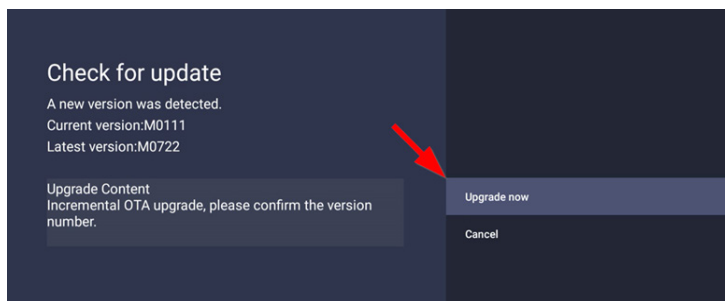 Check for update
A new version was detected.
Current version:M0111
Latest version:M0722
Upgrade Content
Incremental OTA upgrade, please confirm the version
number.
Upgrade now
Cancel